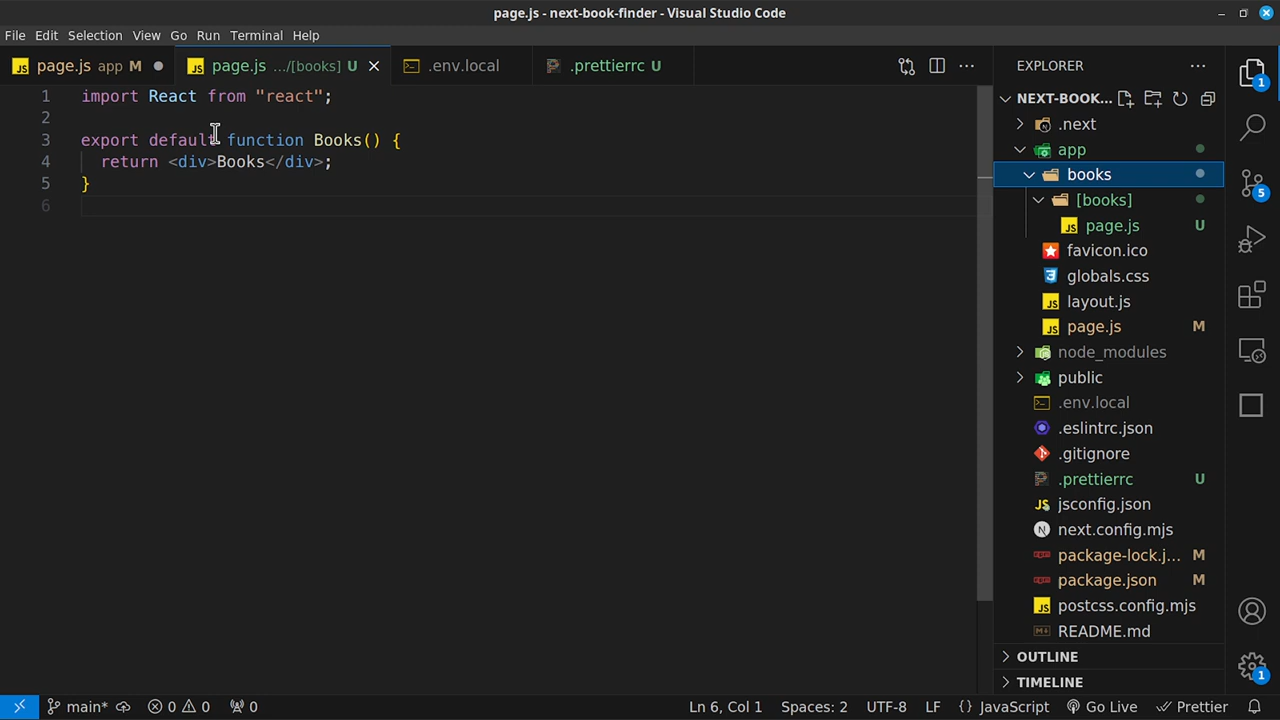 page.js - next-book-finder - Visual Studio Code
File Edit Selection View Go Run Terminal Help
page.js app M
page.js .../[books] U
.env.local
.prettierrc U
1 import React from "react";
2
3 export default function Books() {
4 return <div>Books</div>;
5 }
6
EXPLORER
NEXT-BOOK...
.next
app
books
[books]
page.js U
favicon.ico
globals.css
layout.js
page.js M
node_modules
public
.env.local
.eslintrc.json
.gitignore
.prettierrc U
jsconfig.json
next.config.mjs
package-lock.j... M
package.json M
postcss.config.mjs
README.md
OUTLINE
TIMELINE
1
5
1
main* 0 0 0 Ln 6, Col 1 Spaces: 2 UTF-8 LF {} JavaScript Go Live Prettier